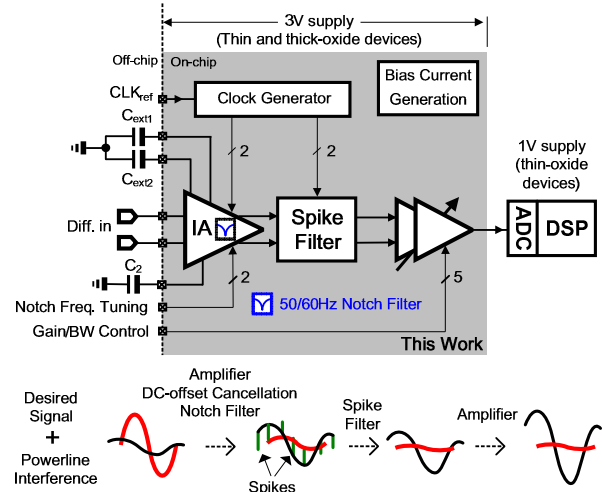 3V supply
(Thin and thick-oxide devices)
Off-chip
On-chip
CLKref
Clock Generator
Bias Current
Generation
Cext1
Cext2
2
2
1V supply
(thin-oxide
devices)
Diff. in
IA
Spike
Filter
ADC
DSP
C2
2
5
Notch Freq. Tuning
50/60Hz Notch Filter
Gain/BW Control
This Work
Desired
Signal
+
Powerline
Interference
Amplifier
DC-offset Cancellation
Notch Filter
Spikes
Spike
Filter
Amplifier